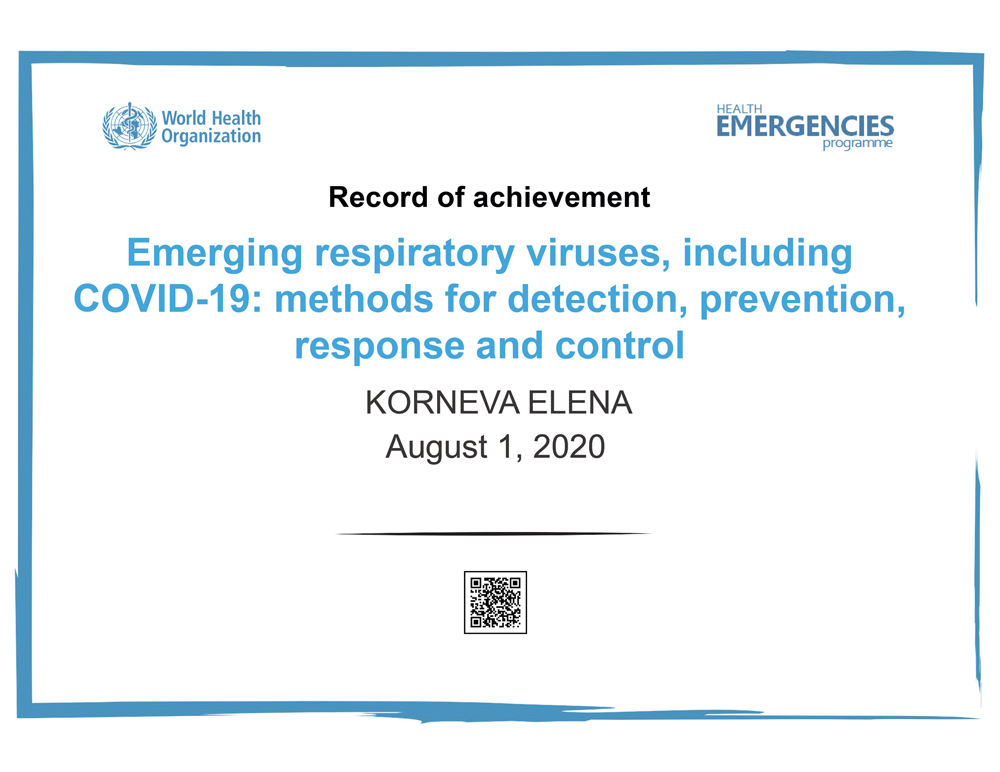 World Health
Organization
HEALTH
EMERGENCIES
programme
Record of achievement
Emerging respiratory viruses, including
COVID-19: methods for detection, prevention,
response and control
KORNEVA ELENA
August 1, 2020